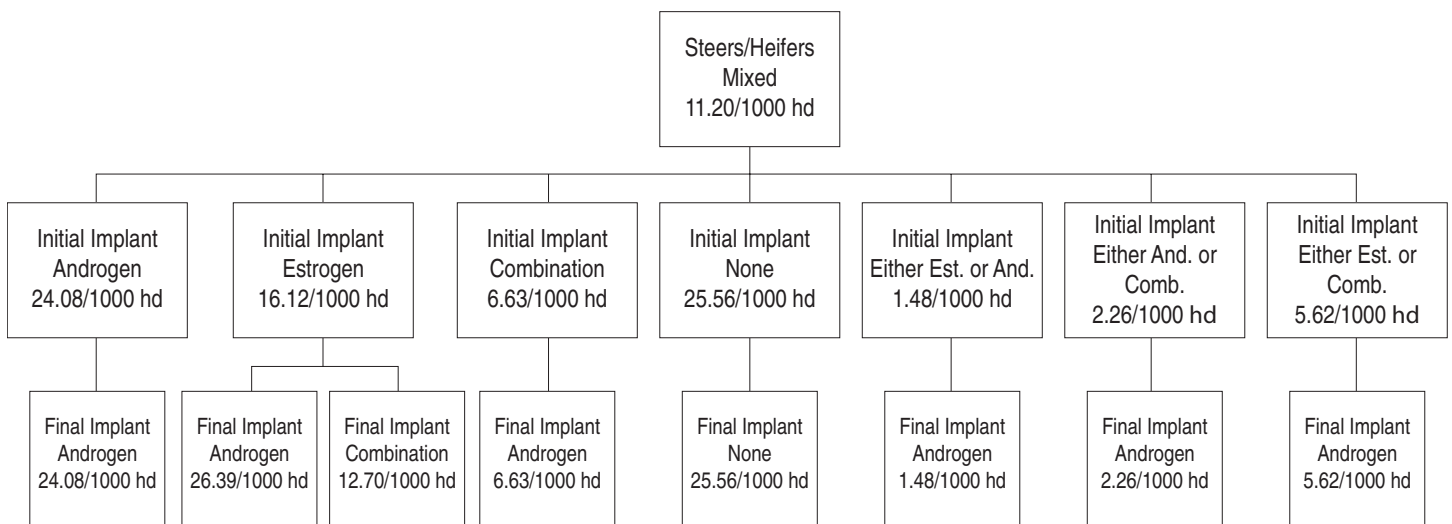 Steers/Heifers
Mixed
11.20/1000 hd
Initial Implant
Androgen
24.08/1000 hd
Initial Implant
Estrogen
16.12/1000 hd
Initial Implant
Combination
6.63/1000 hd
Initial Implant
None
25.56/1000 hd
Initial Implant
Either Est. or And.
1.48/1000 hd
Initial Implant
Either And. or
Comb.
2.26/1000 hd
Initial Implant
Either Est. or
Comb.
5.62/1000 hd
Final Implant
Androgen
24.08/1000 hd
Final Implant
Androgen
26.39/1000 hd
Final Implant
Combination
12.70/1000 hd
Final Implant
Androgen
6.63/1000 hd
Final Implant
None
25.56/1000 hd
Final Implant
Androgen
1.48/1000 hd
Final Implant
Androgen
2.26/1000 hd
Final Implant
Androgen
5.62/1000 hd